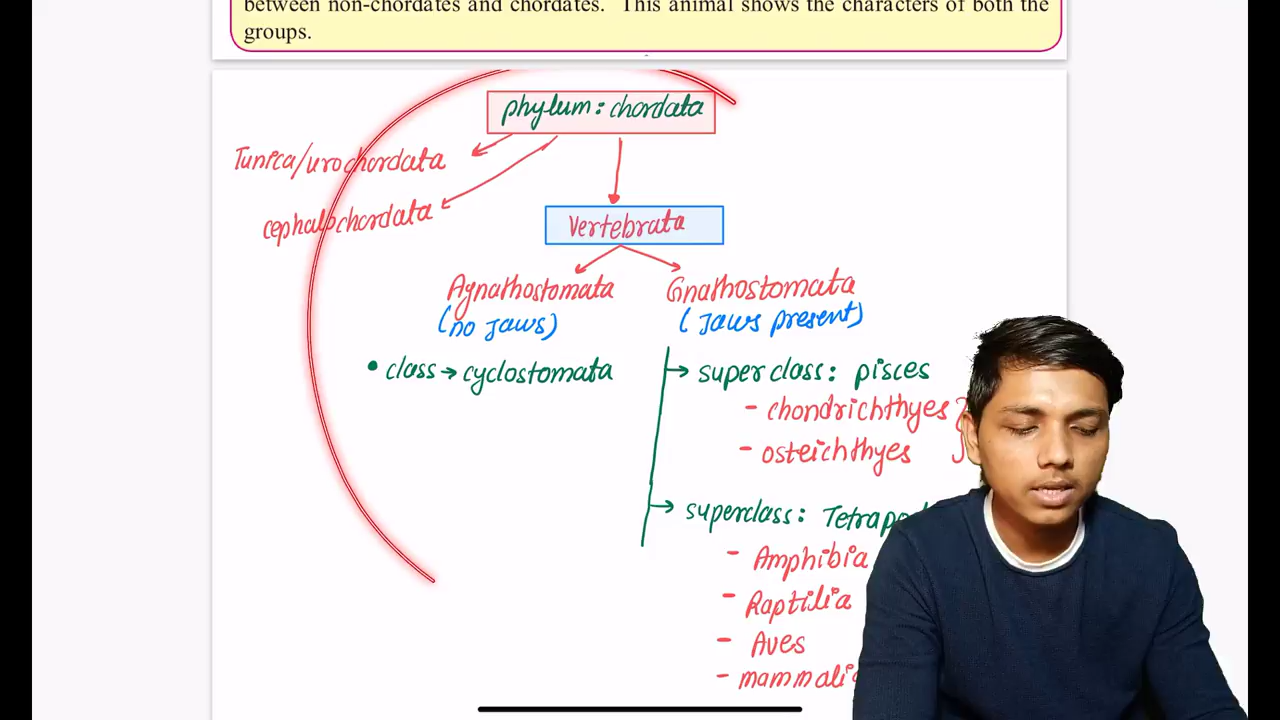 between non-chordates and chordates. This animal shows the characters of both the
groups.
phylum: chordata
Tunica/urochordata
cephalochordata
Vertebrata
Agnathostomata
(no Jaws)
Gnathostomata
(Jaws present)
• class → cyclostomata
→ super class: pisces
- chondrichthyes
- osteichthyes
→ superclass:
- Amphibia
- Raptilia
- Aves